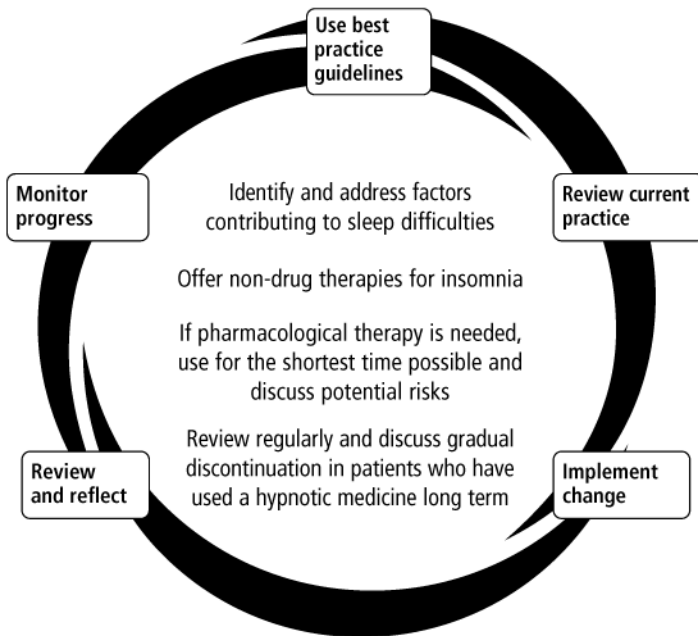 Use best
practice
guidelines
Monitor
progress
Review current
practice
Identify and address factors
contributing to sleep difficulties
Offer non-drug therapies for insomnia
If pharmacological therapy is needed,
use for the shortest time possible and
discuss potential risks
Review regularly and discuss gradual
discontinuation in patients who have
used a hypnotic medicine long term
Review
and reflect
Implement
change